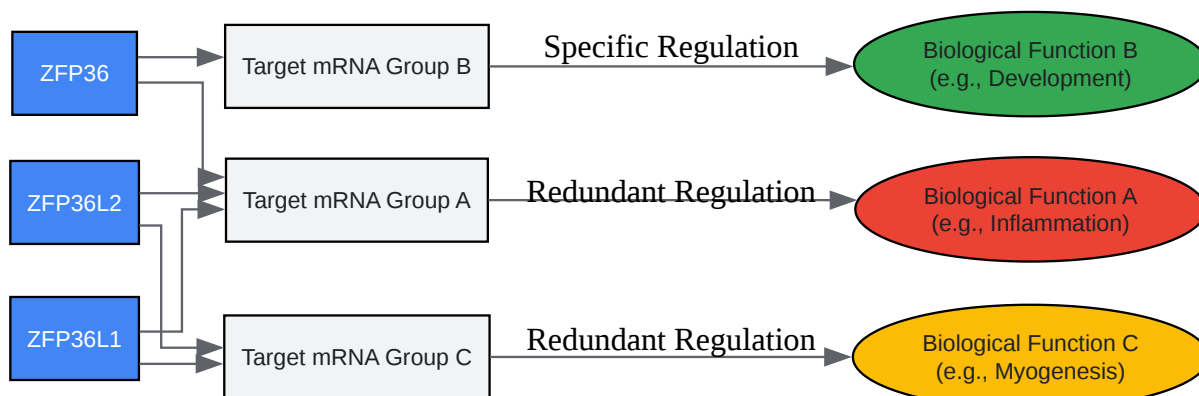 ZFP36
Target mRNA Group B
Specific Regulation
Biological Function B
(e.g., Development)
ZFP36L2
Target mRNA Group A
Redundant Regulation
Biological Function A
(e.g., Inflammation)
ZFP36L1
Target mRNA Group C
Redundant Regulation
Biological Function C
(e.g., Myogenesis)